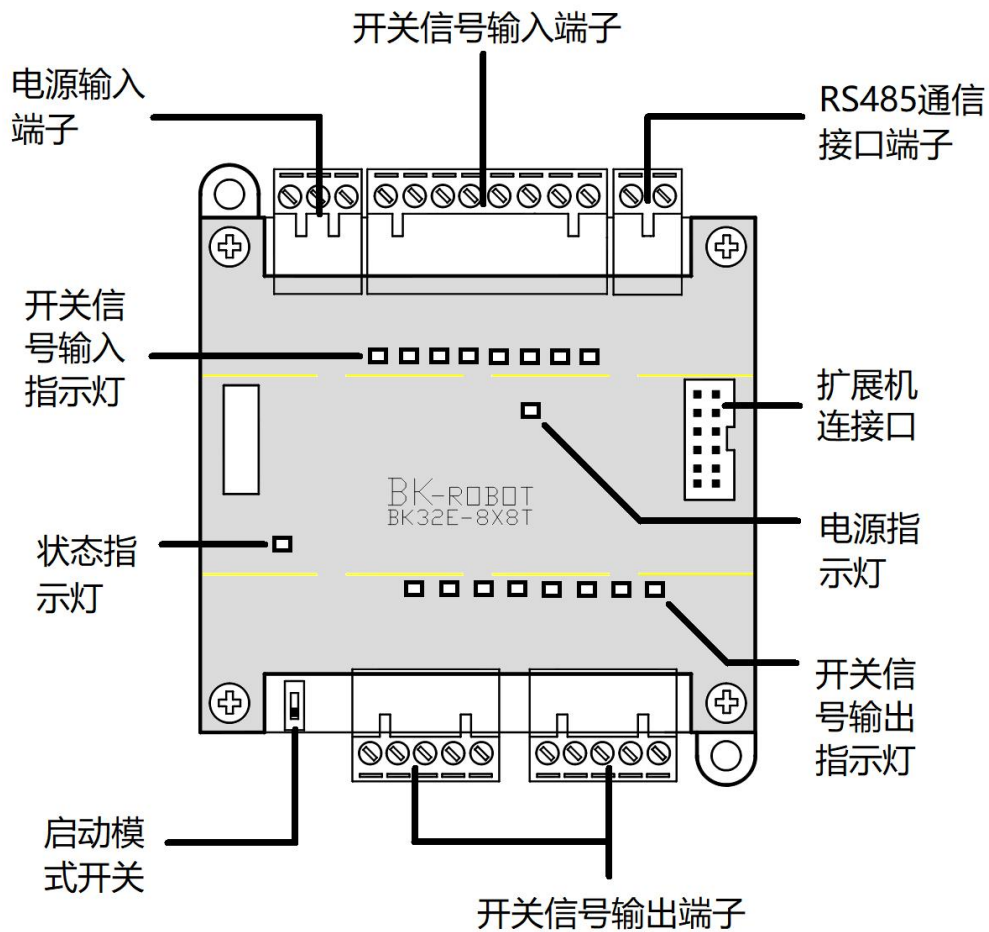 开关信号输入端子
电源输入
端子
RS485通信
接口端子
开关信
号输入
指示灯
扩展机
连接口
BK-ROBOT
BK32E-8X8T
电源指
示灯
状态指
示灯
开关信
号输出
指示灯
启动模
式开关
开关信号输出端子